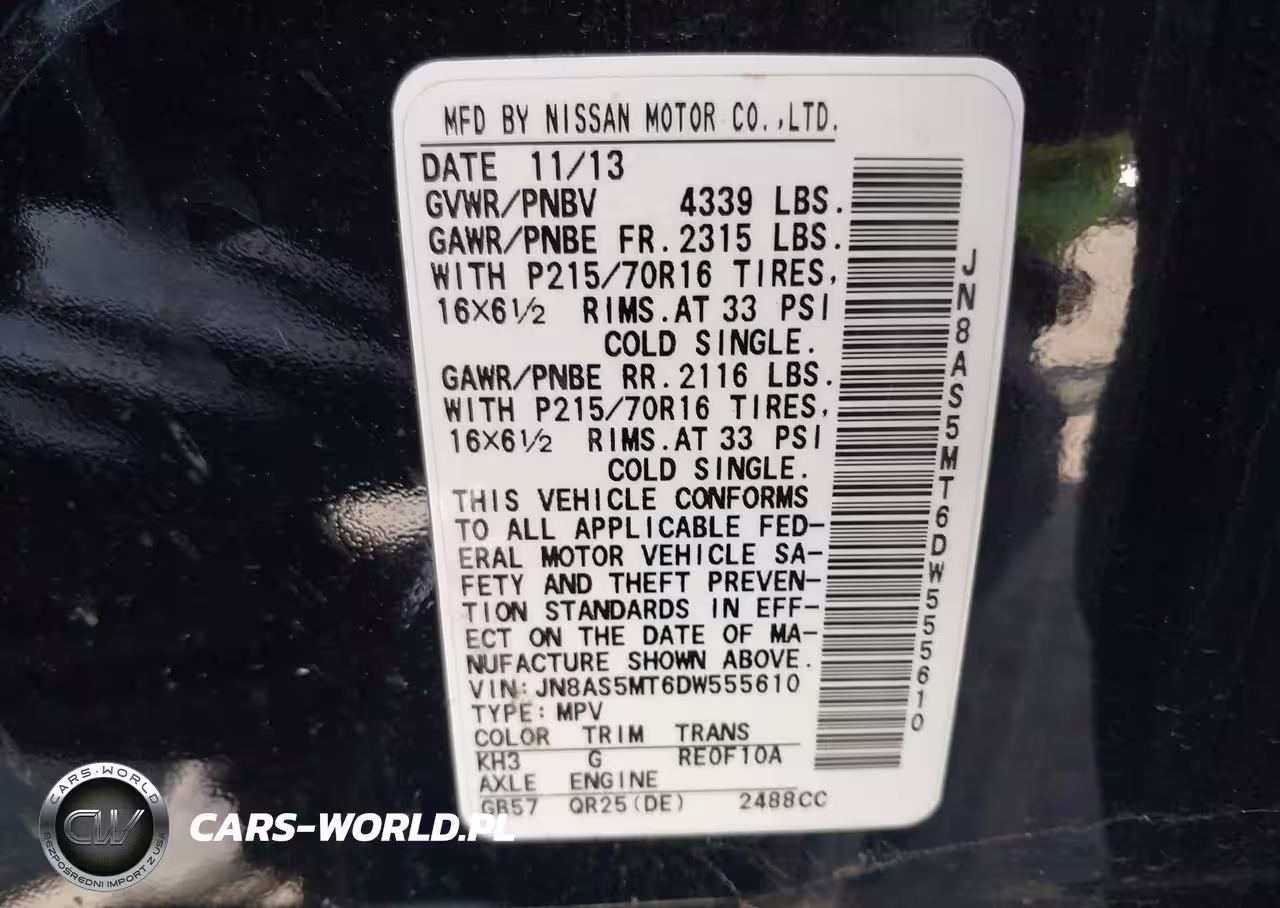 MFD BY NISSAN MOTOR CO.,LTD.
DATE 11/13
GVWR/PNBV 4339 LBS.
GAWR/PNBE FR. 2315 LBS.
WITH P215/70R16 TIRES,
16X6½ RIMS. AT 33 PSI
COLD SINGLE.
GAWR/PNBE RR. 2116 LBS.
WITH P215/70R16 TIRES,
16X6½ RIMS. AT 33 PSI
COLD SINGLE.
THIS VEHICLE CONFORMS
TO ALL APPLICABLE FED-
ERAL MOTOR VEHICLE SA-
FETY AND THEFT PREVEN-
TION STANDARDS IN EFF-
ECT ON THE DATE OF MA-
NUFACTURE SHOWN ABOVE.
VIN: JN8AS5MT6DW555610
TYPE: MPV
COLOR TRIM TRANS
KH3 G RE0F10A
AXLE ENGINE
GB57 QR25(DE) 2488CC
JN8AS5MT6DW555610
CARS-WORLD
CW
BEZPOŚREDNI IMPORT Z USA
CARS-WORLD.PL